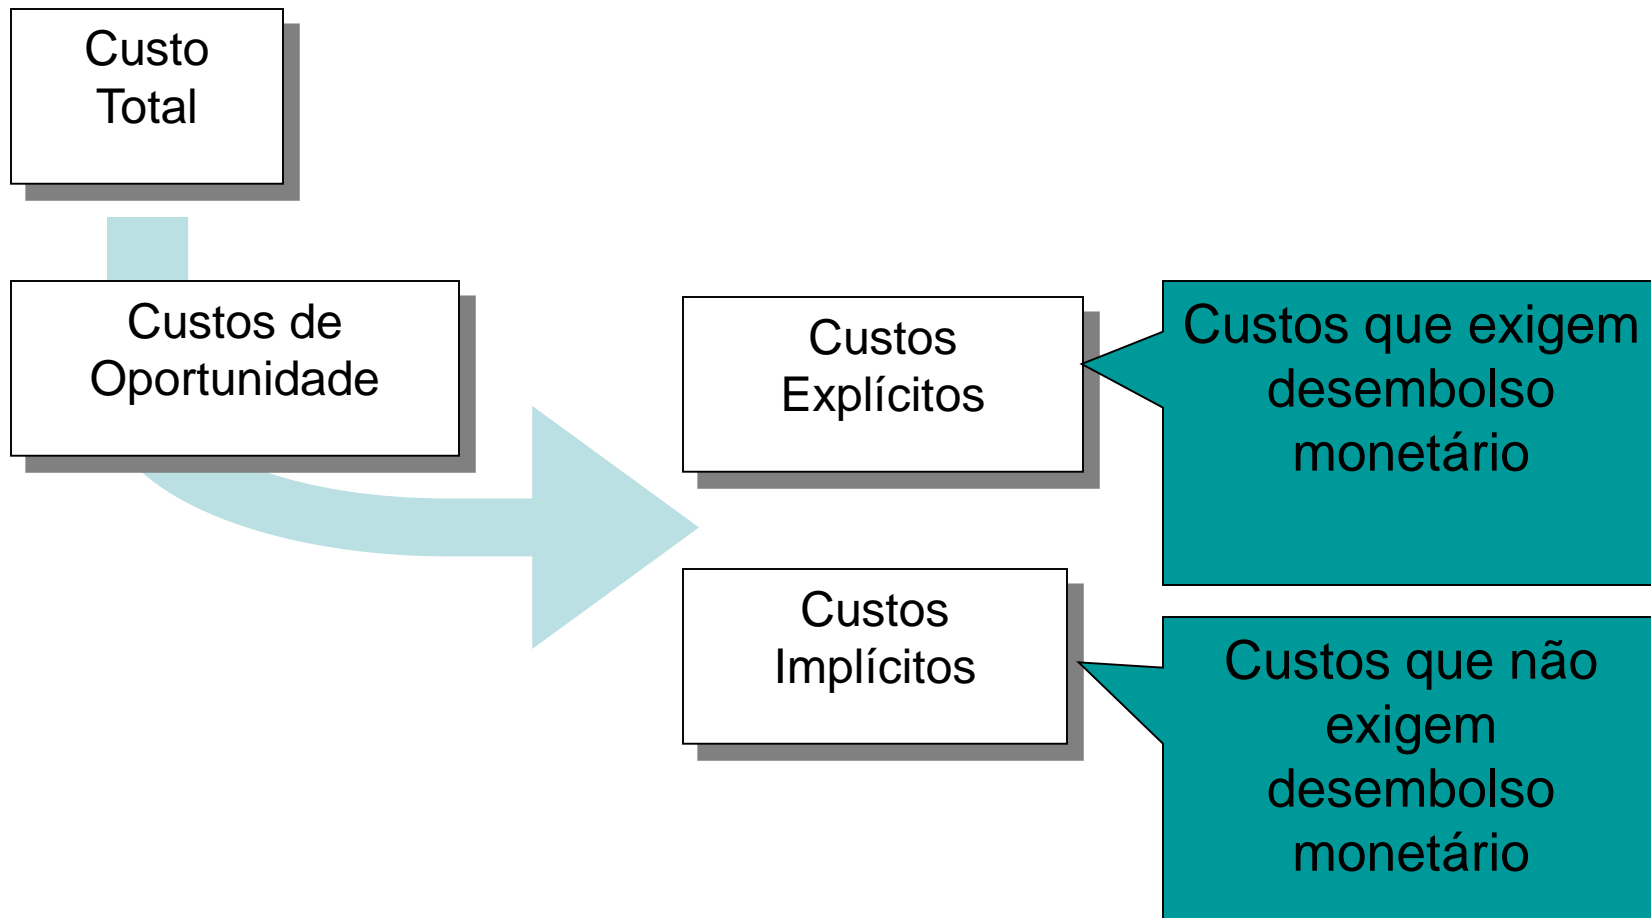 Custo
Total
Custos de
Oportunidade
Custos
Explícitos
Custos que exigem
desembolso
monetário
Custos
Implícitos
Custos que não
exigem
desembolso
monetário